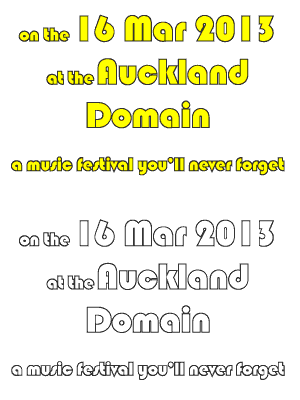 on the 16 Mar 2013
at the Auckland
Domain
a music festival you'll never forget
on the 16 Mar 2013
at the Auckland
Domain
a music festival you'll never forget